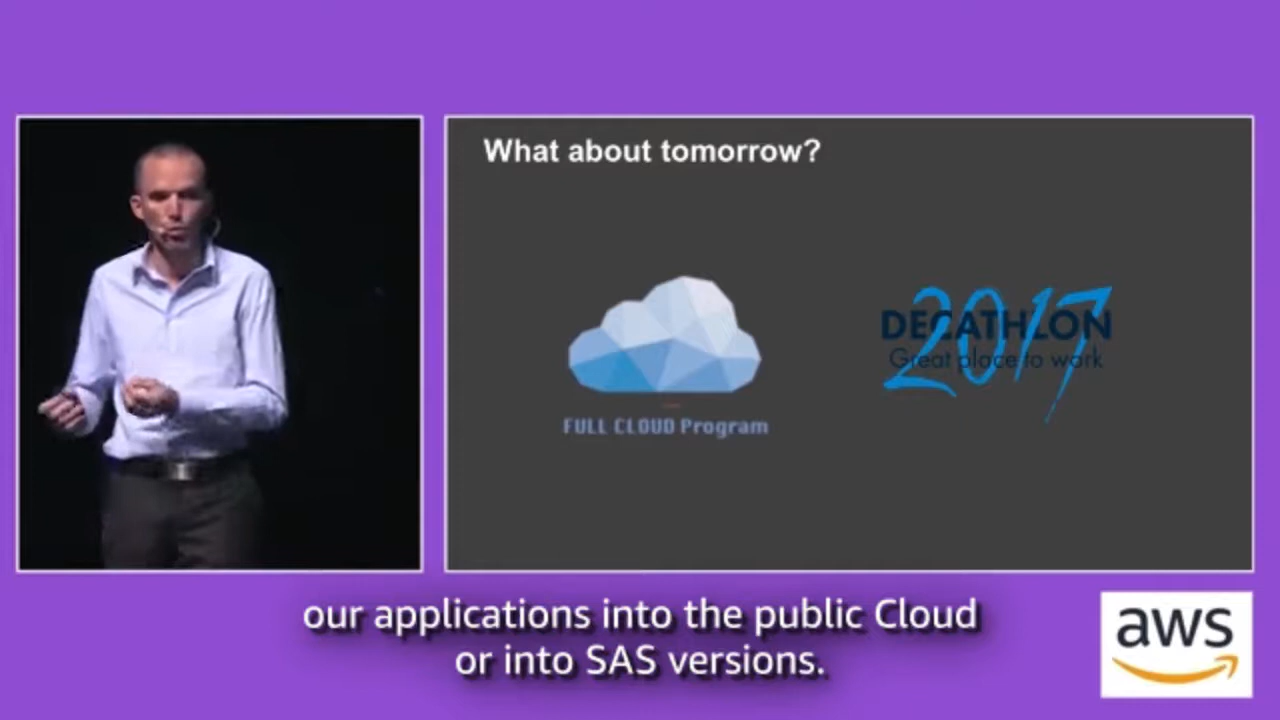 What about tomorrow?
2017
DECATHLON
Great place to work
FULL CLOUD Program
our applications into the public Cloud
or into SAS versions.
aws